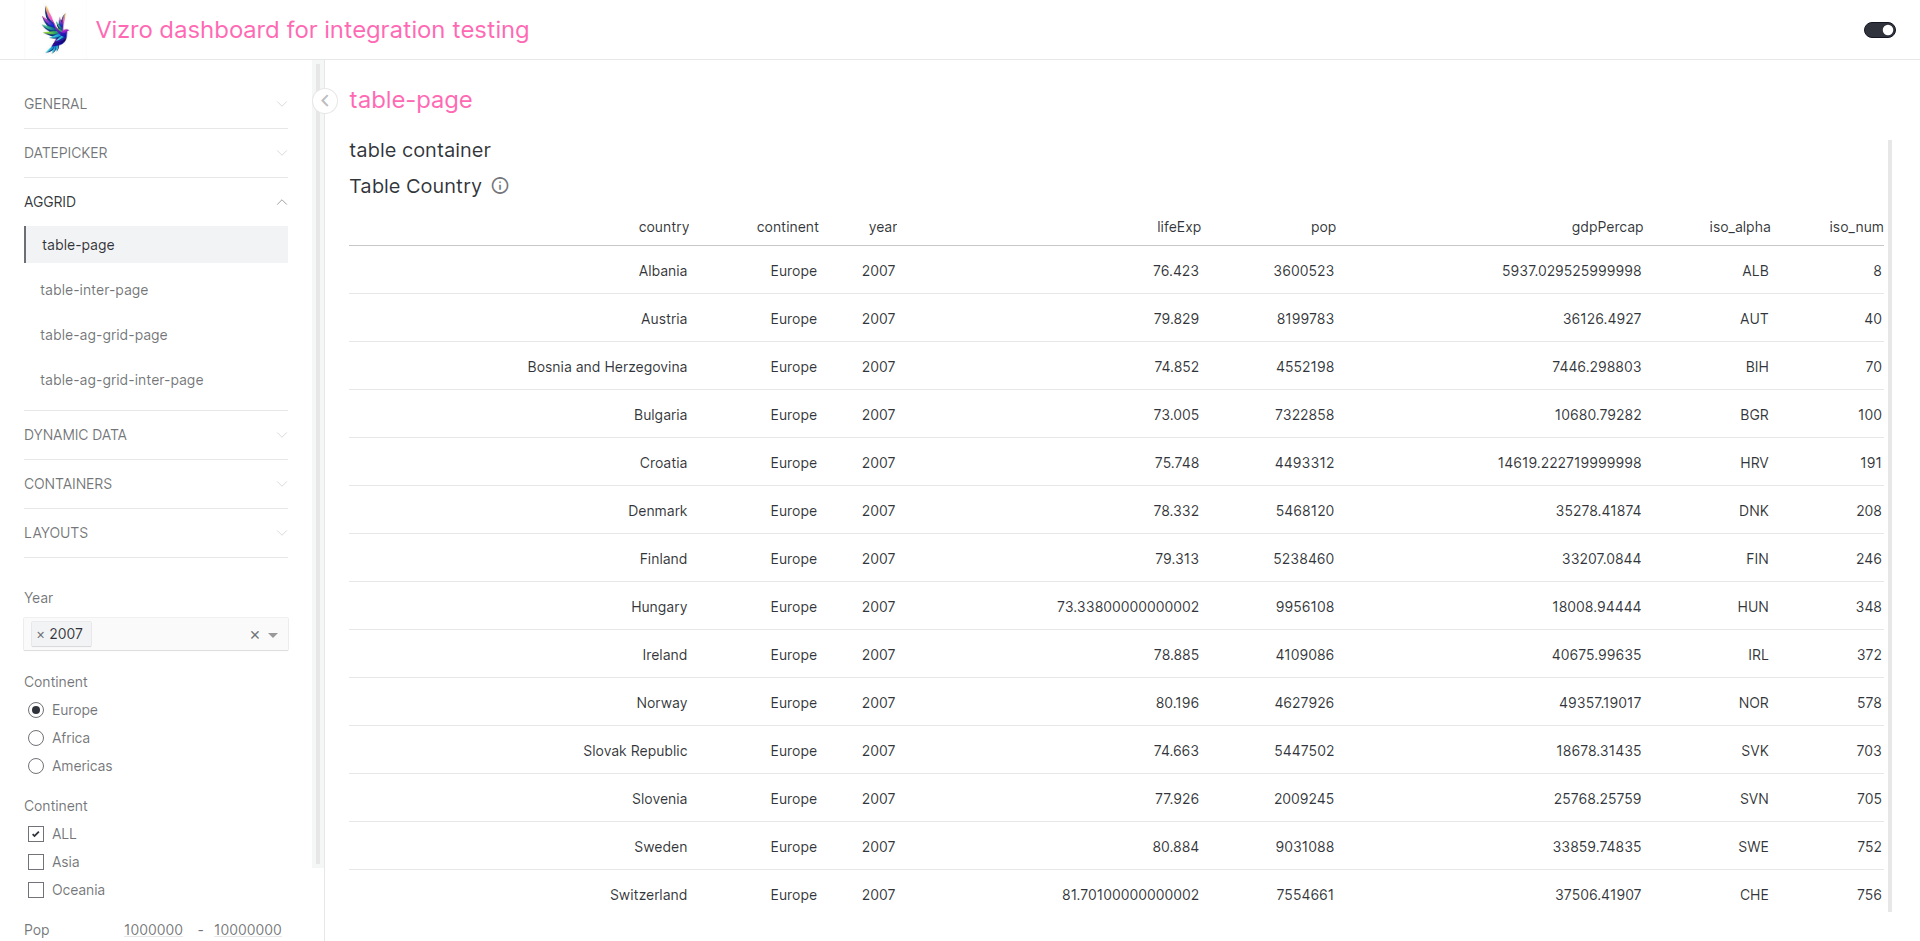 Vizro dashboard for integration testing
GENERAL
DATEPICKER
AGGRID
table-page
table-inter-page
table-ag-grid-page
table-ag-grid-inter-page
DYNAMIC DATA
CONTAINERS
LAYOUTS
Year
× 2007 ×
Continent
Europe
Africa
Americas
Continent
ALL
Asia
Oceania
Pop 1000000 - 10000000
table-page
table container
Table Country
country continent year lifeExp pop gdpPercap iso_alpha iso_num
Albania Europe 2007 76.423 3600523 5937.029525999998 ALB 8
Austria Europe 2007 79.829 8199783 36126.4927 AUT 40
Bosnia and Herzegovina Europe 2007 74.852 4552198 7446.298803 BIH 70
Bulgaria Europe 2007 73.005 7322858 10680.79282 BGR 100
Croatia Europe 2007 75.748 4493312 14619.222719999998 HRV 191
Denmark Europe 2007 78.332 5468120 35278.41874 DNK 208
Finland Europe 2007 79.313 5238460 33207.0844 FIN 246
Hungary Europe 2007 73.33800000000002 9956108 18008.94444 HUN 348
Ireland Europe 2007 78.885 4109086 40675.99635 IRL 372
Norway Europe 2007 80.196 4627926 49357.19017 NOR 578
Slovak Republic Europe 2007 74.663 5447502 18678.31435 SVK 703
Slovenia Europe 2007 77.926 2009245 25768.25759 SVN 705
Sweden Europe 2007 80.884 9031088 33859.74835 SWE 752
Switzerland Europe 2007 81.70100000000002 7554661 37506.41907 CHE 756